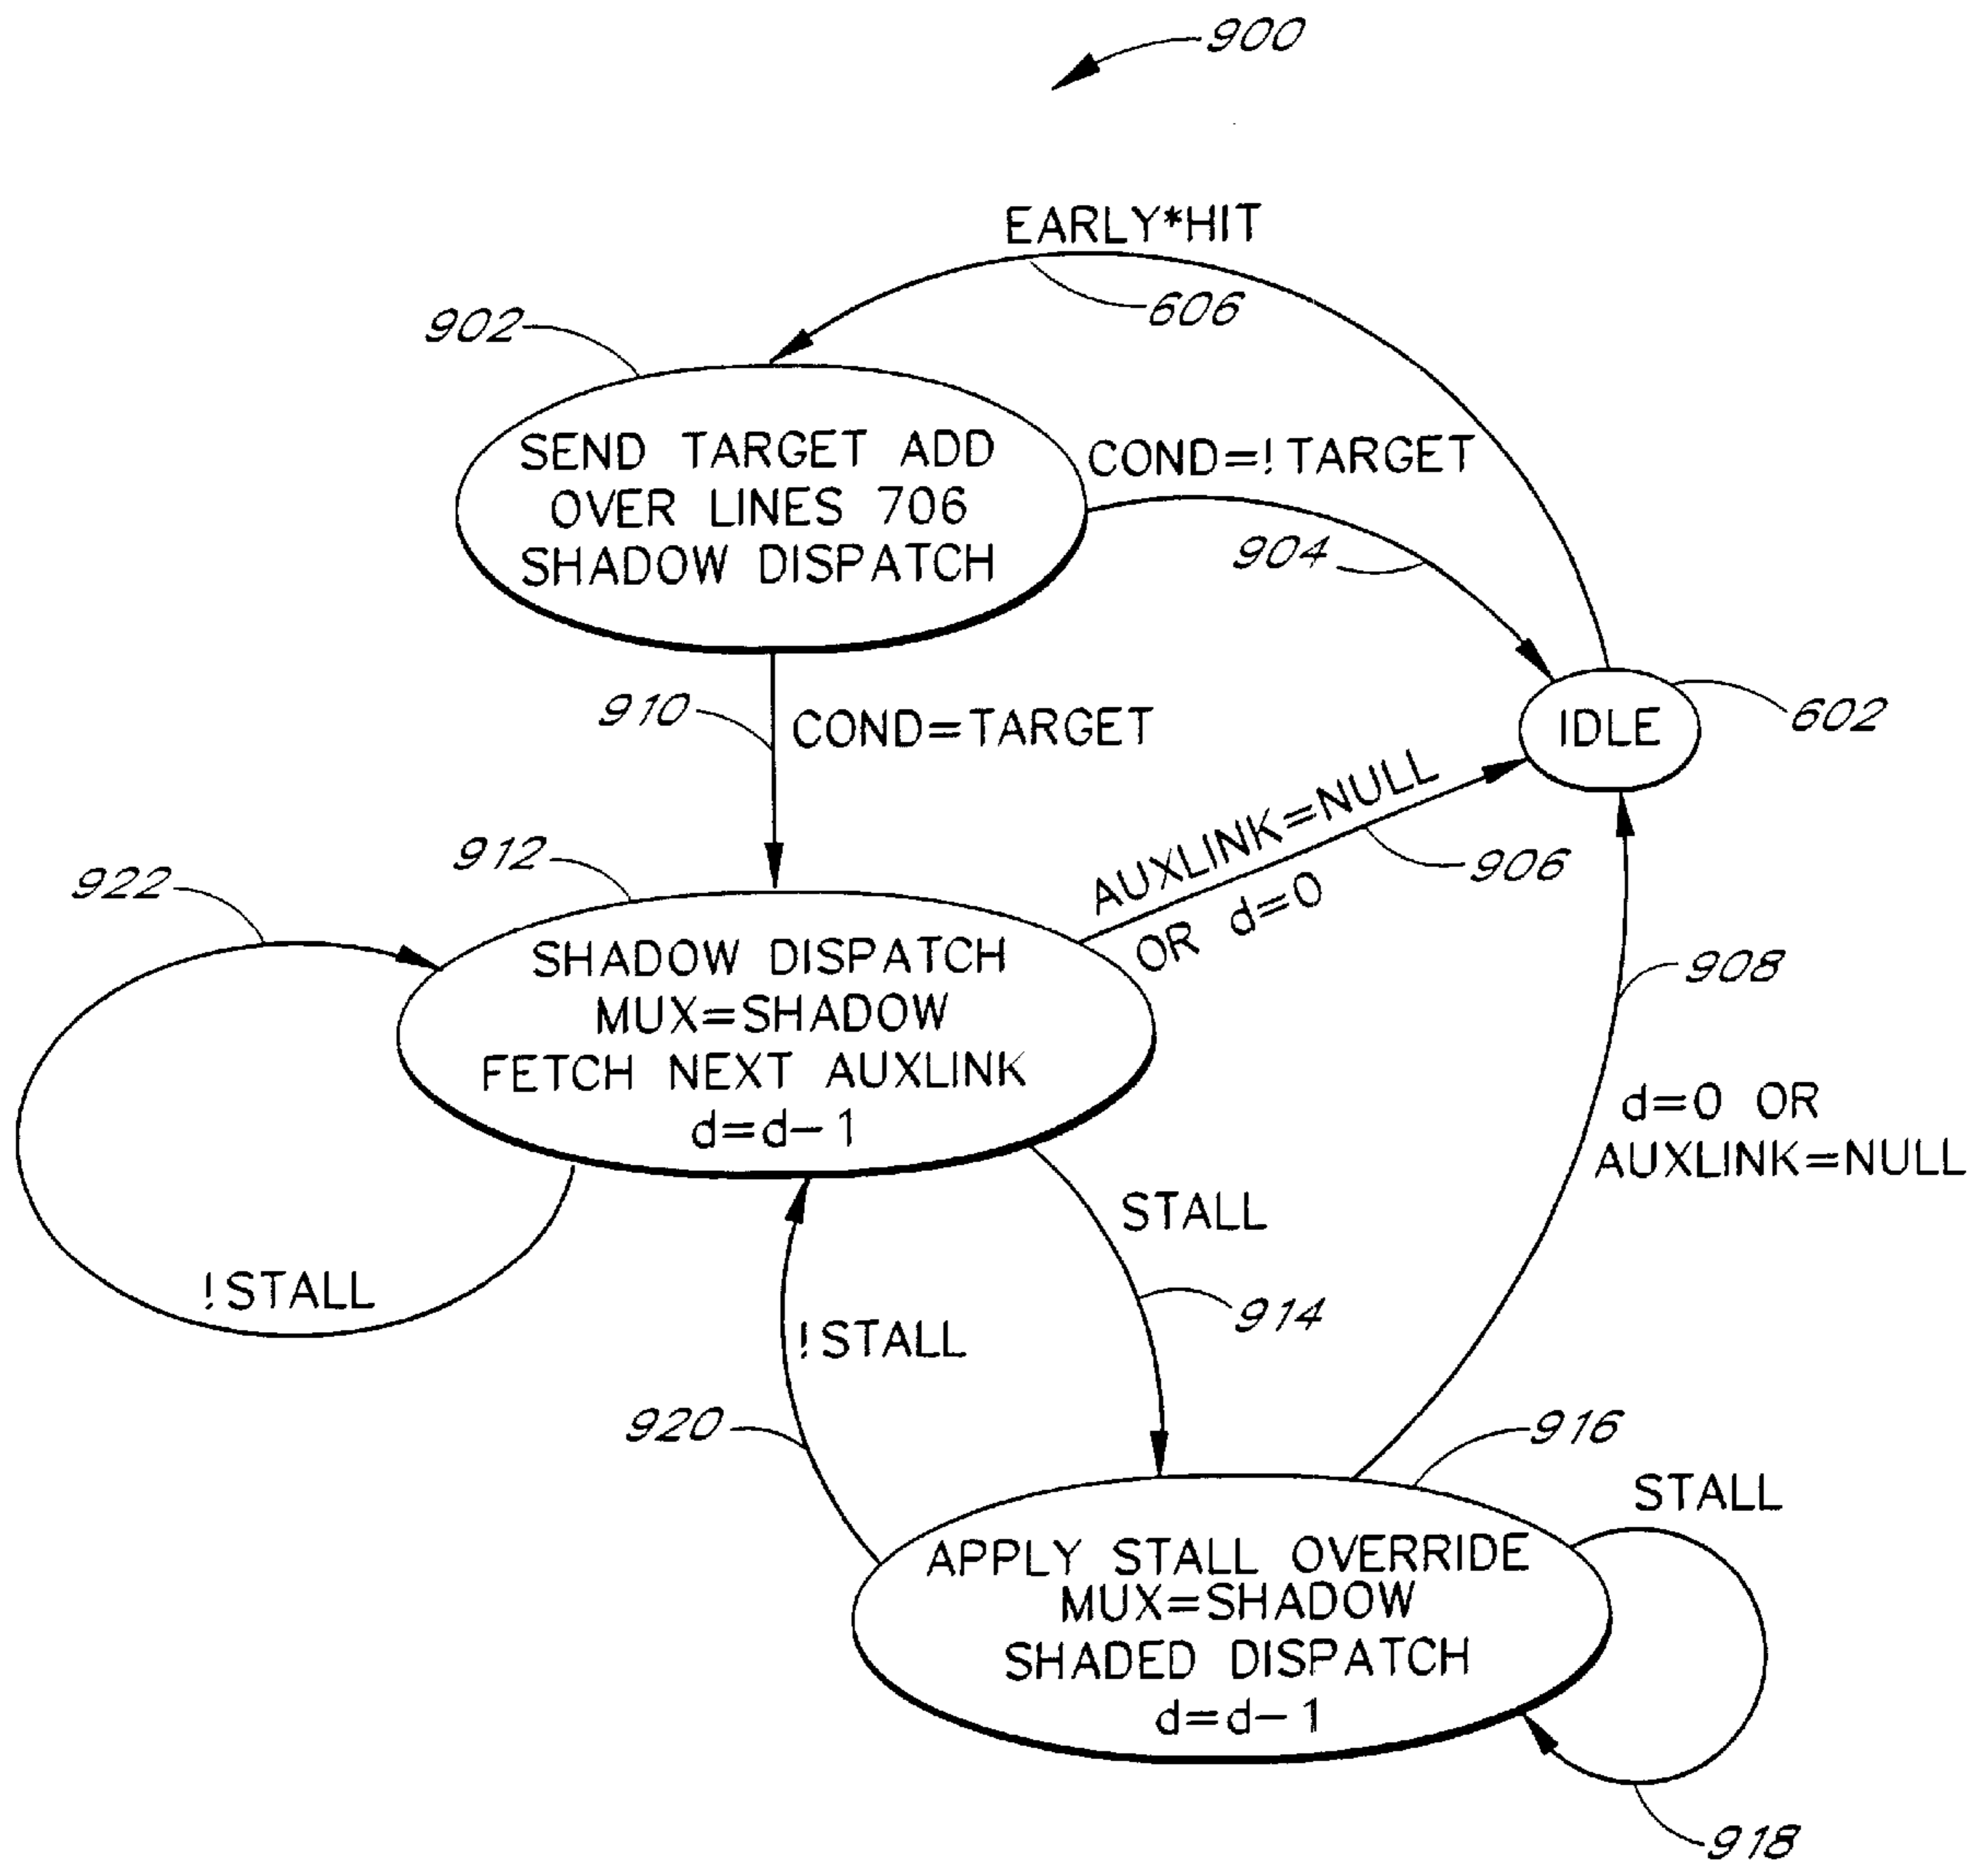 900
EARLY*HIT
606
902
SEND TARGET ADD
OVER LINES 706
SHADOW DISPATCH
COND=!TARGET
904
910
COND=TARGET
IDLE
602
AUXLINK=NULL
OR d=0
906
912
922
SHADOW DISPATCH
MUX=SHADOW
FETCH NEXT AUXLINK
d=d-1
908
d=0 OR
AUXLINK=NULL
STALL
!STALL
914
!STALL
920
916
STALL
APPLY STALL OVERRIDE
MUX=SHADOW
SHADED DISPATCH
d=d-1
918